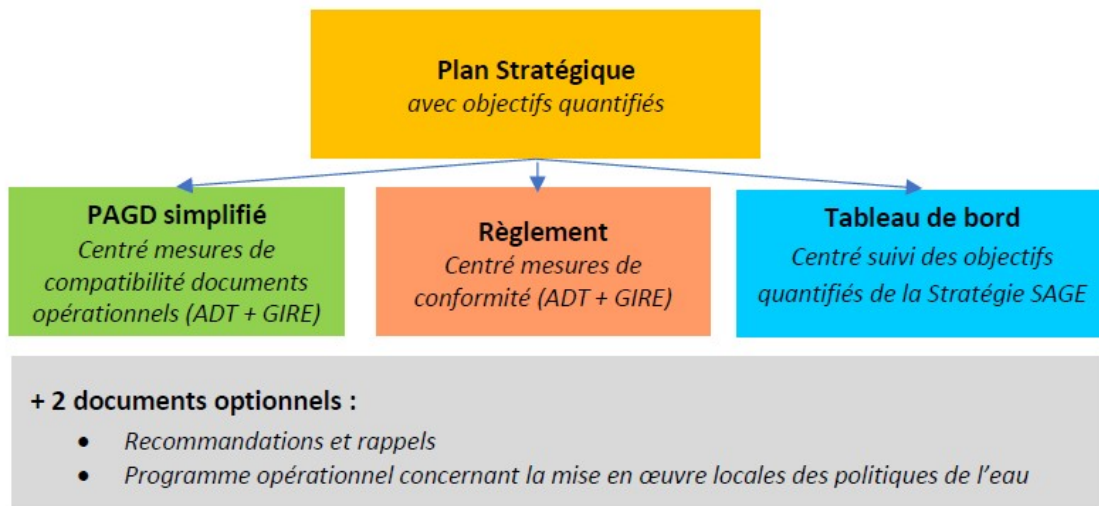 Plan Stratégique
avec objectifs quantifiés
PAGD simplifié
Centré mesures de
compatibilité documents
opérationnels (ADT + GIRE)
Règlement
Centré mesures de
conformité (ADT + GIRE)
Tableau de bord
Centré suivi des objectifs
quantifiés de la Stratégie SAGE
+ 2 documents optionnels :
• Recommandations et rappels
• Programme opérationnel concernant la mise en œuvre locales des politiques de l'eau